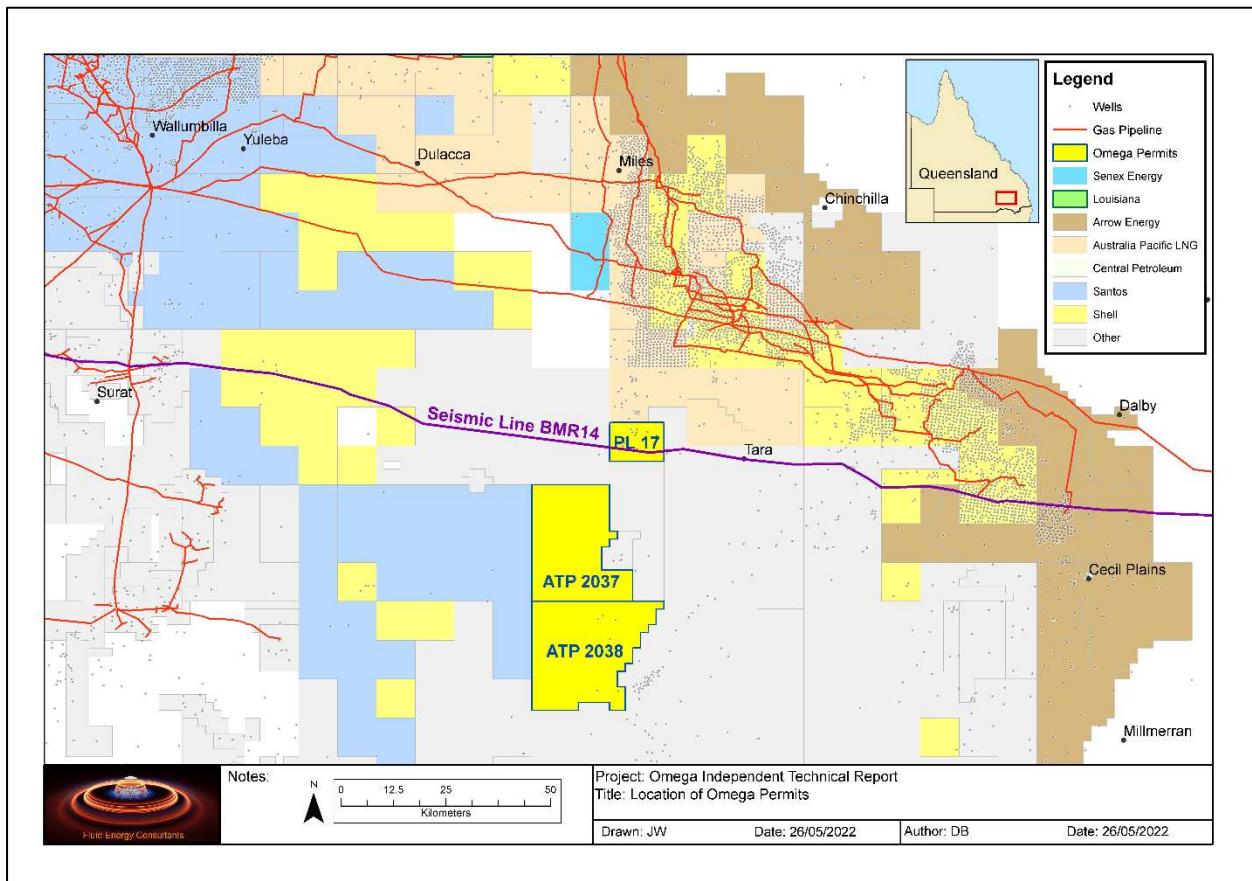 Wallumbilla
Yuleba
Dulacca
Miles
Chinchilla
Queensland
Legend
Wells
Gas Pipeline
Omega Permits
Senex Energy
Louisiana
Arrow Energy
Australia Pacific LNG
Central Petroleum
Santos
Shell
Other
Surat
Seismic Line BMR14
PL 17
Tara
Dalby
ATP 2037
Cecil Plains
ATP 2038
Millmerran
Fluid Energy Consultants
Notes:
N
0 12.5 25 50
Kilometers
Project: Omega Independent Technical Report
Title: Location of Omega Permits
Drawn: JW Date: 26/05/2022 Author: DB Date: 26/05/2022